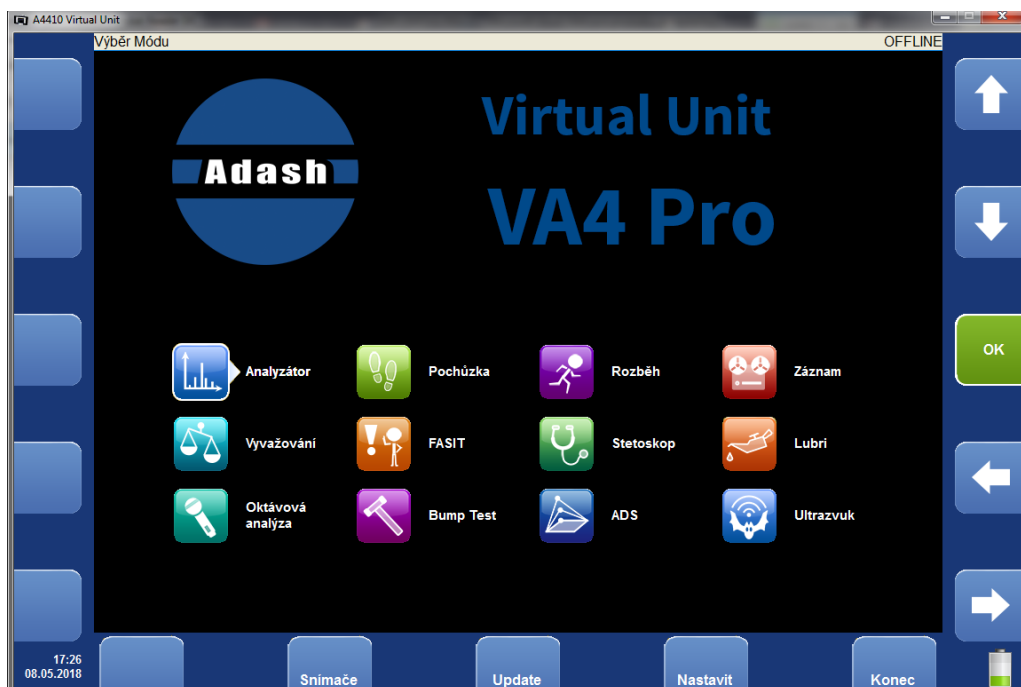 A4410 Virtual Unit
Výběr Módu OFFLINE
Adash
Virtual Unit
VA4 Pro
OK
Analyzátor Pochůzka Rozběh Záznam
Vyvažování FASIT Stetoskop Lubri
Oktávová
analýza Bump Test ADS Ultrazvuk
17:26
08.05.2018
Snímače Update Nastavit Konec